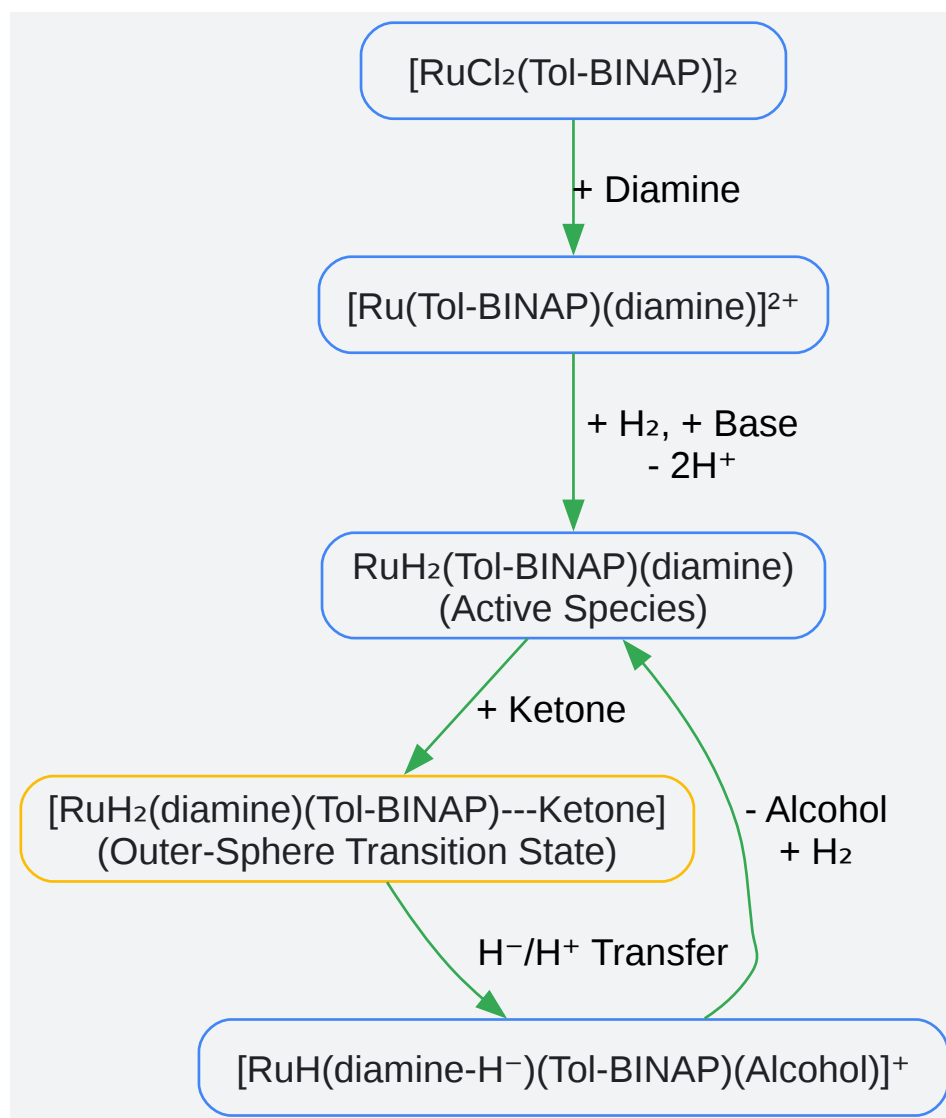 [RuCl₂(Tol-BINAP)]₂
+ Diamine
[Ru(Tol-BINAP)(diamine)]²⁺
+ H₂, + Base
- 2H⁺
RuH₂(Tol-BINAP)(diamine)
(Active Species)
+ Ketone
[RuH₂(diamine)(Tol-BINAP)---Ketone]
(Outer-Sphere Transition State)
- Alcohol
+ H₂
H⁻/H⁺ Transfer
[RuH(diamine-H⁻)(Tol-BINAP)(Alcohol)]⁺